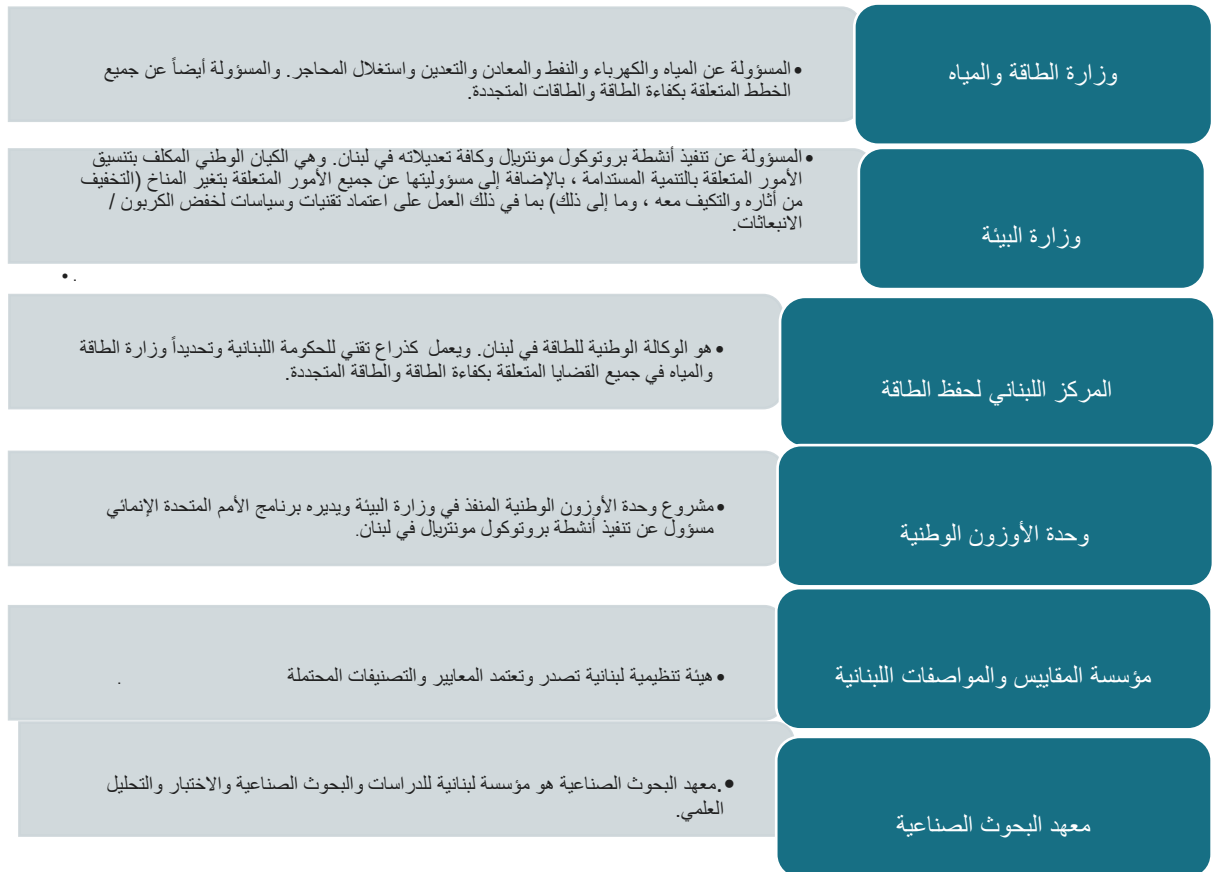 وزارة الطاقة والمياه
•المسؤولة عن المياه والكهرباء والنفط والمعادن والتعدين واستغلال المحاجر. والمسؤولة أيضاً عن جميع
الخطط المتعلقة بكفاءة الطاقة والطاقات المتجددة.
وزارة البيئة
•المسؤولة عن تنفيذ أنشطة بروتوكول مونتريال وكافة تعديلاته في لبنان. وهي الكيان الوطني المكلف بتنسيق
الأمور المتعلقة بالتنمية المستدامة ، بالإضافة إلى مسؤوليتها عن جميع الأمور المتعلقة بتغير المناخ (التخفيف
من أثاره والتكيف معه ، وما إلى ذلك) بما في ذلك العمل على اعتماد تقنيات وسياسات لخفض الكربون /
الانبعاثات.
• .
المركز اللبناني لحفظ الطاقة
•هو الوكالة الوطنية للطاقة في لبنان. ويعمل كذراع تقني للحكومة اللبنانية وتحديداً وزارة الطاقة
والمياه في جميع القضايا المتعلقة بكفاءة الطاقة والطاقة المتجددة.
وحدة الأوزون الوطنية
•مشروع وحدة الأوزون الوطنية المنفذ في وزارة البيئة ويديره برنامج الأمم المتحدة الإنمائي
مسؤول عن تنفيذ أنشطة بروتوكول مونتريال في لبنان.
مؤسسة المقاييس والمواصفات اللبنانية
•هيئة تنظيمية لبنانية تصدر وتعتمد المعايير والتصنيفات المحتملة .
معهد البحوث الصناعية
•.معهد البحوث الصناعية هو مؤسسة لبنانية للدراسات والبحوث الصناعية والاختبار والتحليل
العلمي.